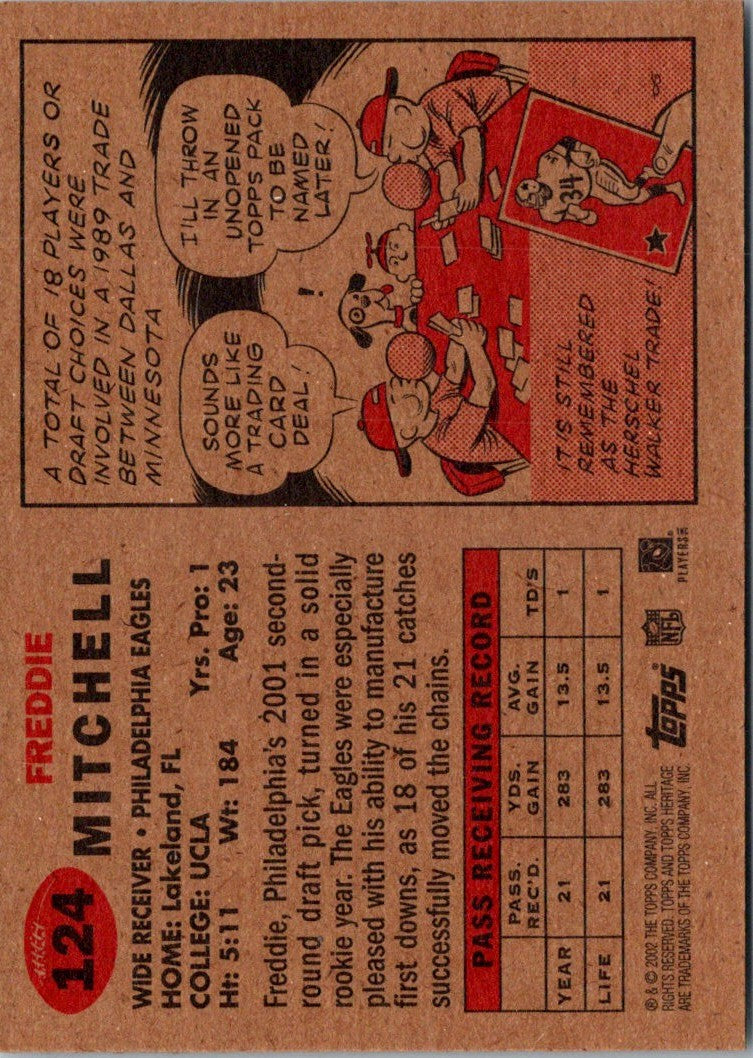 124
FREDDIE
MITCHELL
WIDE RECEIVER • PHILADELPHIA EAGLES
HOME: Lakeland, FL
COLLEGE: UCLA Yrs. Pro: 1
Ht: 5:11 Wt: 184 Age: 23
Freddie, Philadelphia's 2001 second-
round draft pick, turned in a solid
rookie year. The Eagles were especially
pleased with his ability to manufacture
first downs, as 18 of his 21 catches
successfully moved the chains.
PASS RECEIVING RECORD
PASS. REC'D. YDS. GAIN AVG. GAIN TD/S
YEAR 21 283 13.5 1
LIFE 21 283 13.5 1
® & © 2002 THE TOPPS COMPANY, INC. ALL
RIGHTS RESERVED. TOPPS AND TOPPS HERITAGE
ARE TRADEMARKS OF THE TOPPS COMPANY, INC.
TOPPS
NFL
PLAYERS INC
A TOTAL OF 18 PLAYERS OR
DRAFT CHOICES WERE
INVOLVED IN A 1989 TRADE
BETWEEN DALLAS AND
MINNESOTA
SOUNDS
MORE LIKE
A TRADING
CARD
DEAL!
I'LL THROW
IN AN
UNOPENED
TOPPS PACK
TO BE
NAMED
LATER!
!
34
IT IS STILL
REMEMBERED
AS THE
HERSCHEL
WALKER TRADE!